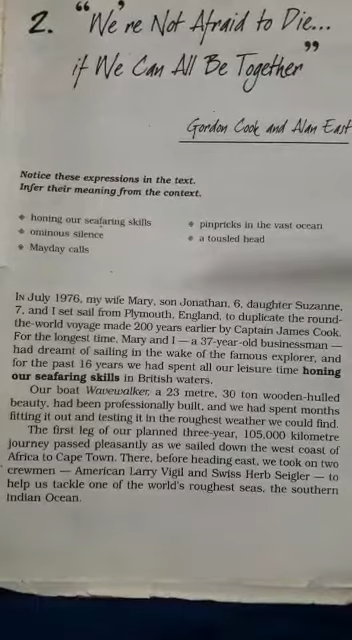 2. "We're Not Afraid to Die...
if We Can All Be Together"
Gordon Cook and Alan East
Notice these expressions in the text.
Infer their meaning from the context.
honing our seafaring skills
ominous silence
Mayday calls
pinpricks in the vast ocean
a tousled head
IN July 1976, my wife Mary, son Jonathan, 6, daughter Suzanne,
7, and I set sail from Plymouth, England, to duplicate the round-
the-world voyage made 200 years earlier by Captain James Cook.
For the longest time, Mary and I — a 37-year-old businessman —
had dreamt of sailing in the wake of the famous explorer, and
for the past 16 years we had spent all our leisure time honing
our seafaring skills in British waters.
Our boat Wavewalker, a 23 metre, 30 ton wooden-hulled
beauty, had been professionally built, and we had spent months
fitting it out and testing it in the roughest weather we could find.
The first leg of our planned three-year, 105,000 kilometre
journey passed pleasantly as we sailed down the west coast of
Africa to Cape Town. There, before heading east, we took on two
crewmen — American Larry Vigil and Swiss Herb Seigler — to
help us tackle one of the world's roughest seas, the southern
Indian Ocean.